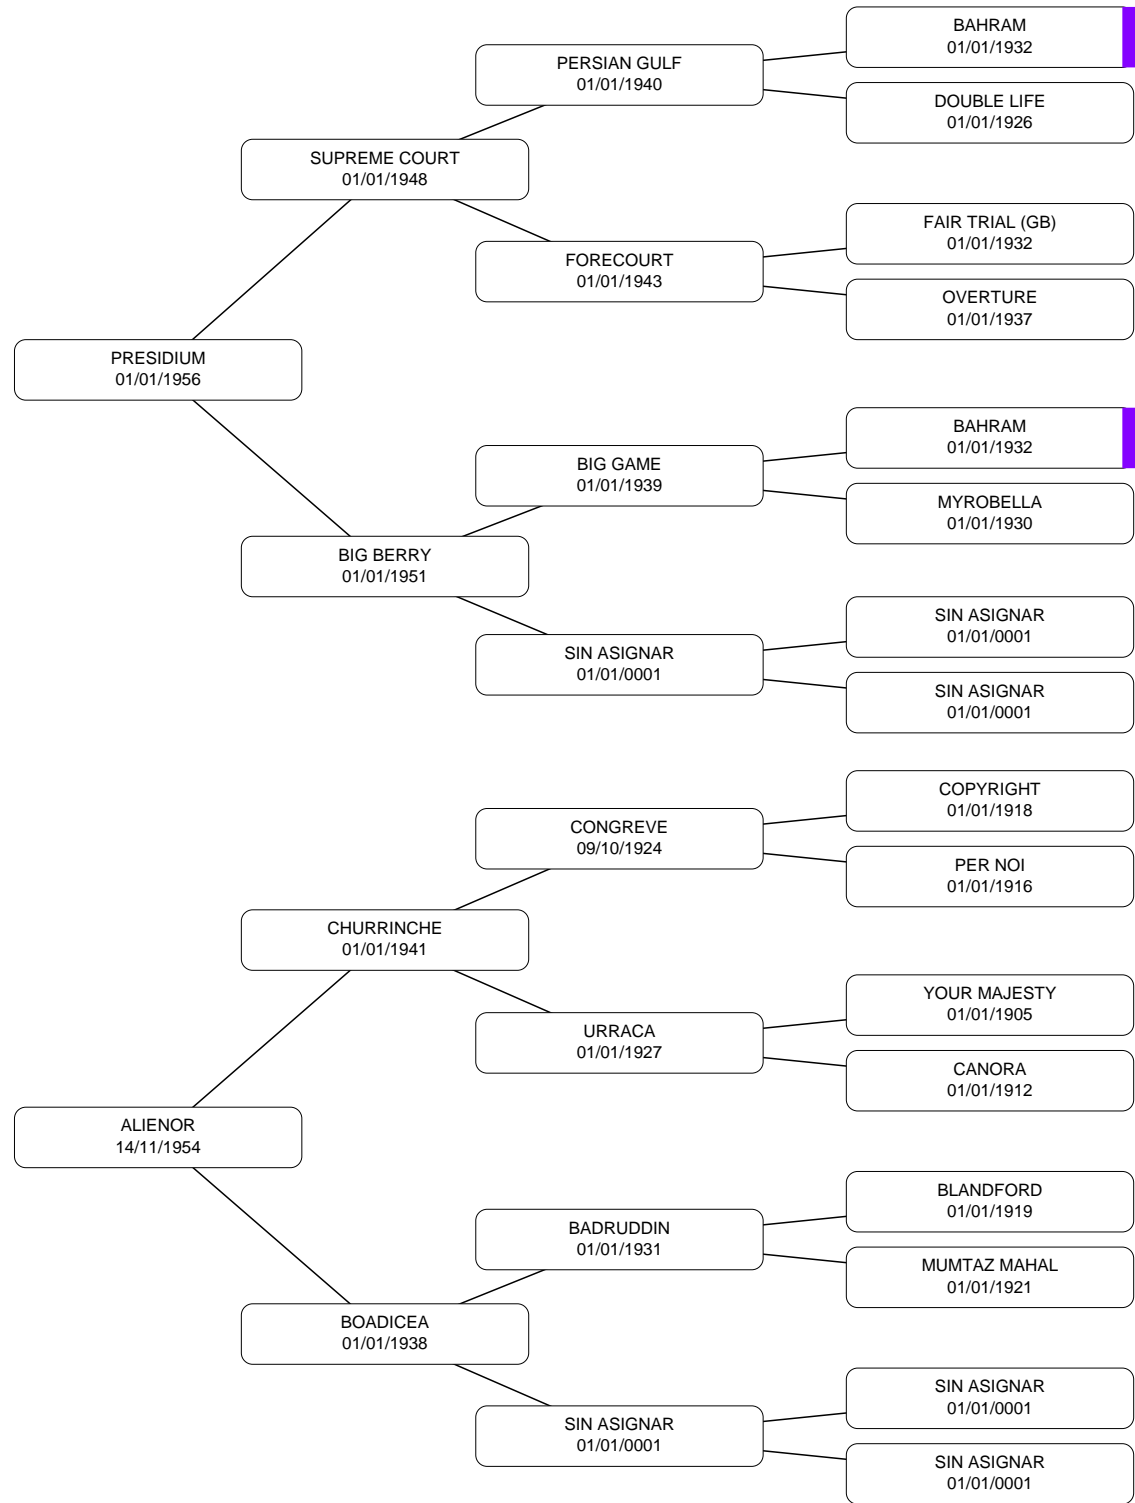 BAHRAM
01/01/1932
PERSIAN GULF
01/01/1940
DOUBLE LIFE
01/01/1926
SUPREME COURT
01/01/1948
FAIR TRIAL (GB)
01/01/1932
FORECOURT
01/01/1943
OVERTURE
01/01/1937
PRESIDIUM
01/01/1956
BAHRAM
01/01/1932
BIG GAME
01/01/1939
MYROBELLA
01/01/1930
BIG BERRY
01/01/1951
SIN ASIGNAR
01/01/0001
SIN ASIGNAR
01/01/0001
SIN ASIGNAR
01/01/0001
COPYRIGHT
01/01/1918
CONGREVE
09/10/1924
PER NOI
01/01/1916
CHURRINCHE
01/01/1941
YOUR MAJESTY
01/01/1905
URRACA
01/01/1927
CANORA
01/01/1912
ALIENOR
14/11/1954
BLANDFORD
01/01/1919
BADRUDDIN
01/01/1931
MUMTAZ MAHAL
01/01/1921
BOADICEA
01/01/1938
SIN ASIGNAR
01/01/0001
SIN ASIGNAR
01/01/0001
SIN ASIGNAR
01/01/0001